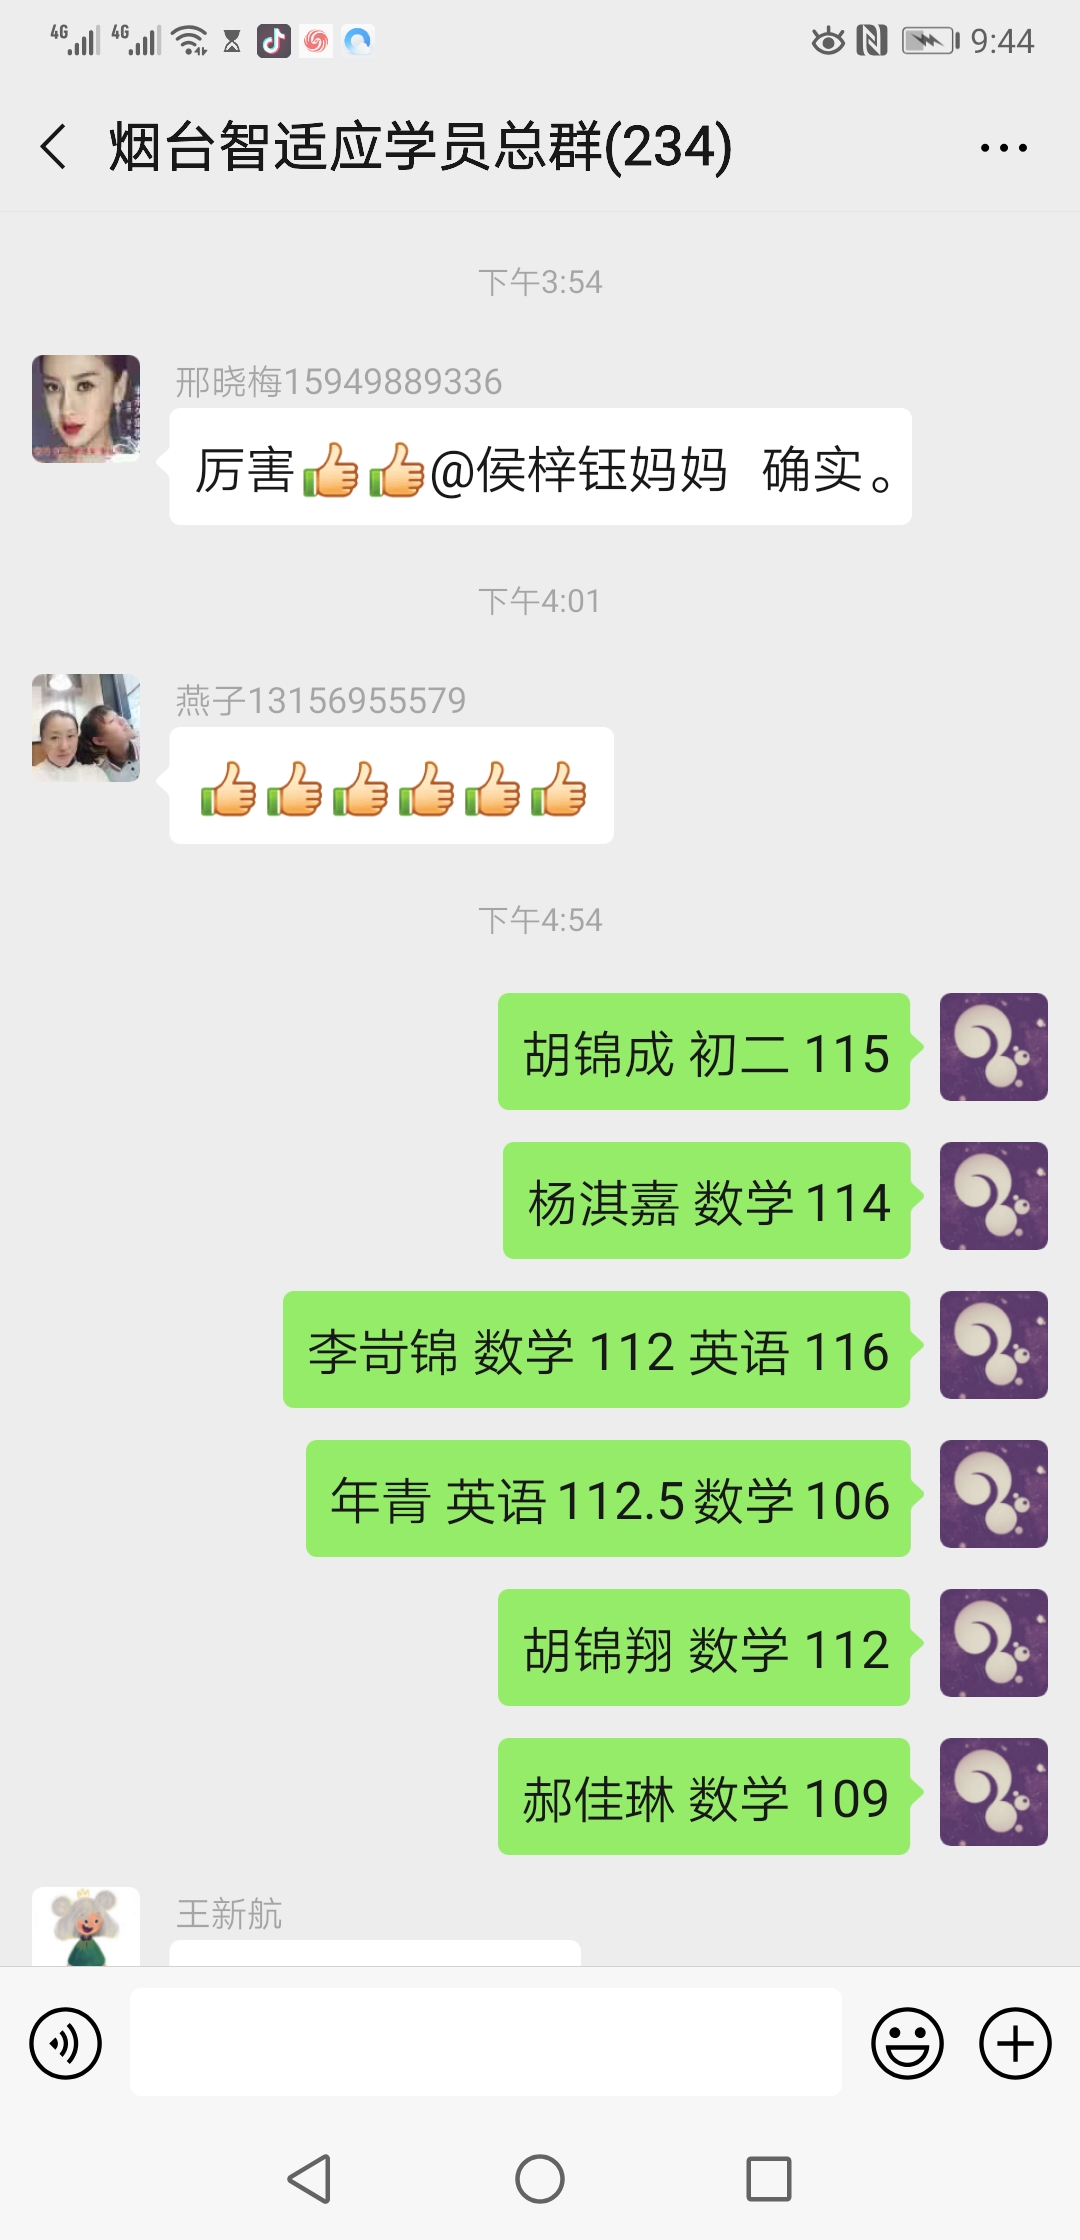 4G 4G 9:44
烟台智适应学员总群(234)
下午3:54
邢晓梅15949889336
厉害👍👍@侯梓钰妈妈 确实。
下午4:01
燕子13156955579
👍👍👍👍👍👍
下午4:54
胡锦成 初二 115
杨淇嘉 数学 114
李岢锦 数学 112 英语 116
年青 英语 112.5数学 106
胡锦翔 数学 112
郝佳琳 数学 109
王新航